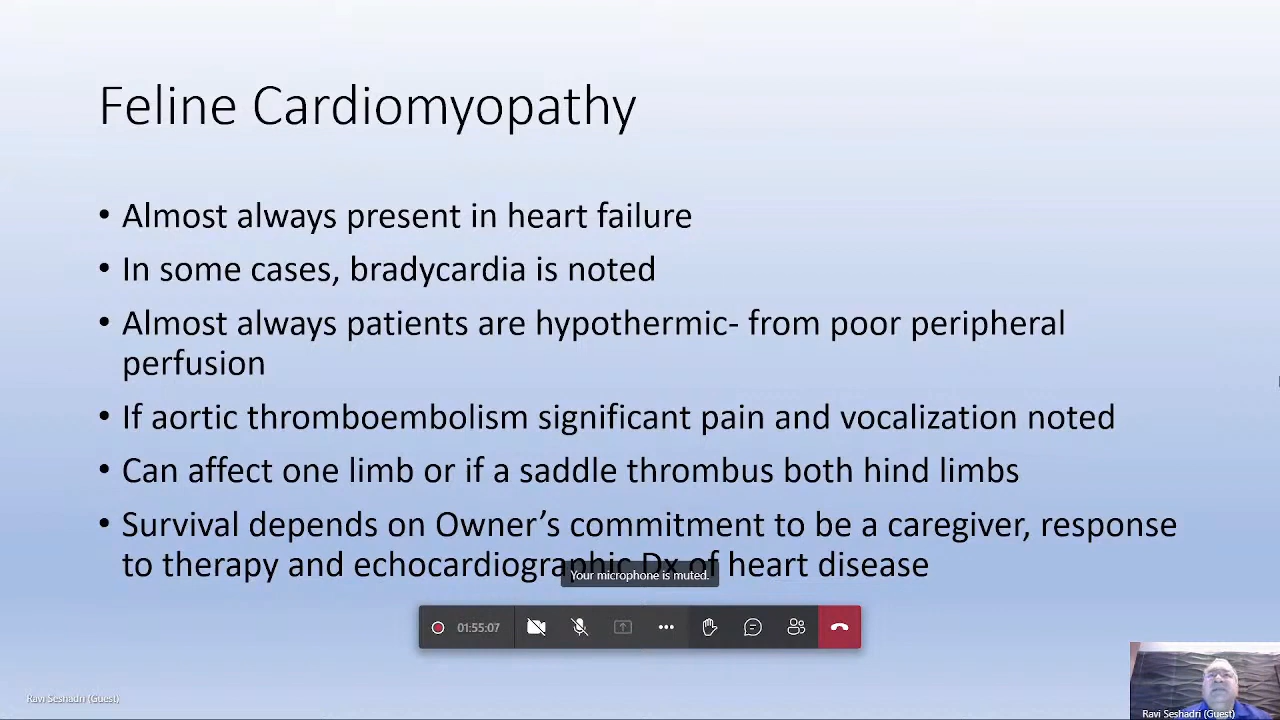 Feline Cardiomyopathy
• Almost always present in heart failure
• In some cases, bradycardia is noted
• Almost always patients are hypothermic- from poor peripheral
perfusion
• If aortic thromboembolism significant pain and vocalization noted
• Can affect one limb or if a saddle thrombus both hind limbs
• Survival depends on Owner’s commitment to be a caregiver, response
to therapy and echocardiographic Dx of heart disease
Your microphone is muted.
01:55:07
Ravi Seshadri (Guest)
Ravi Seshadri (Guest)